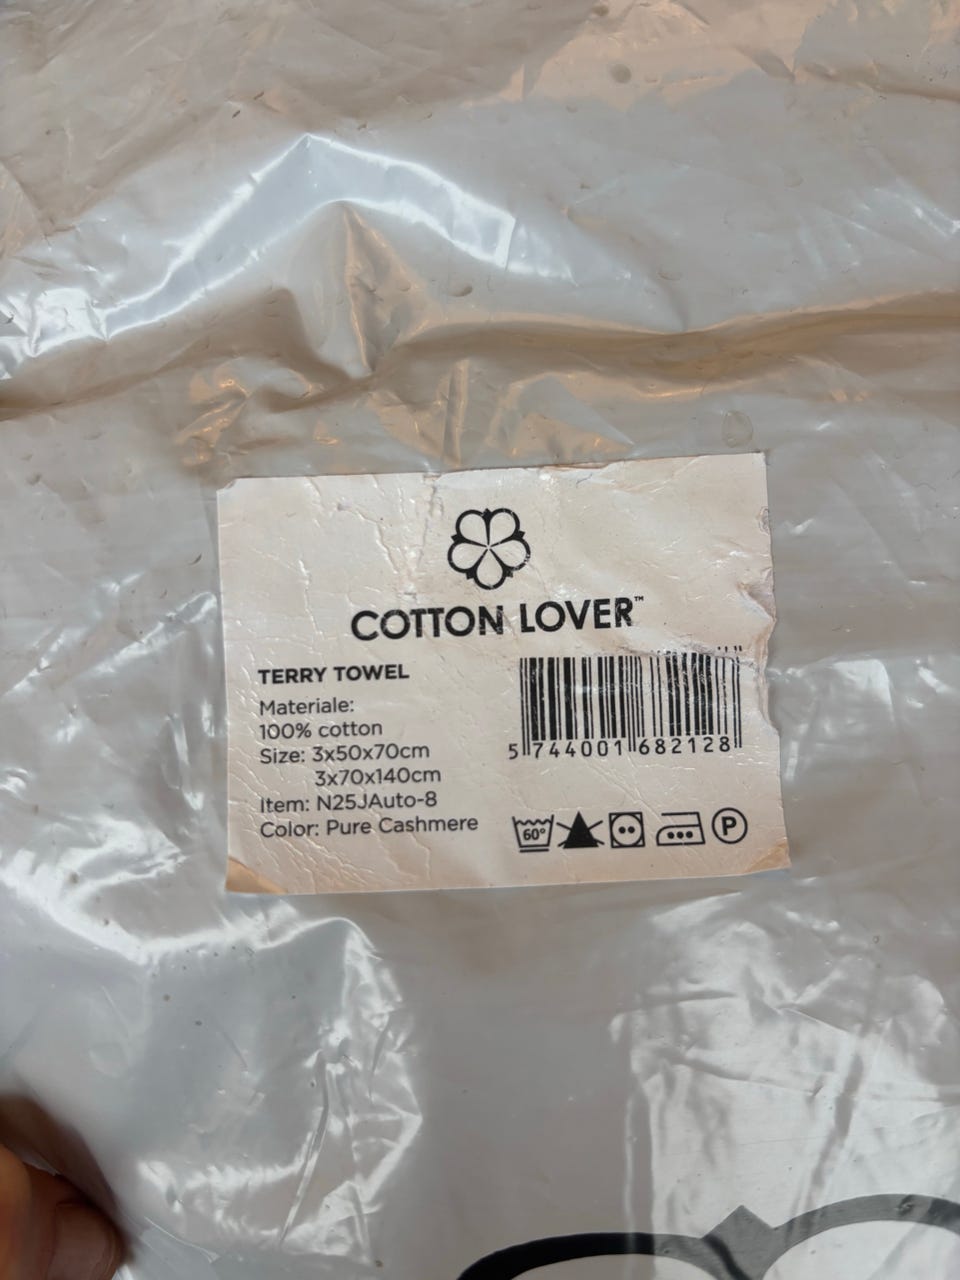 COTTON LOVER™
TERRY TOWEL
Materiale:
100% cotton
Size: 3x50x70cm
3x70x140cm
Item: N25JAuto-8
Color: Pure Cashmere
5 744001 682128
60°
P